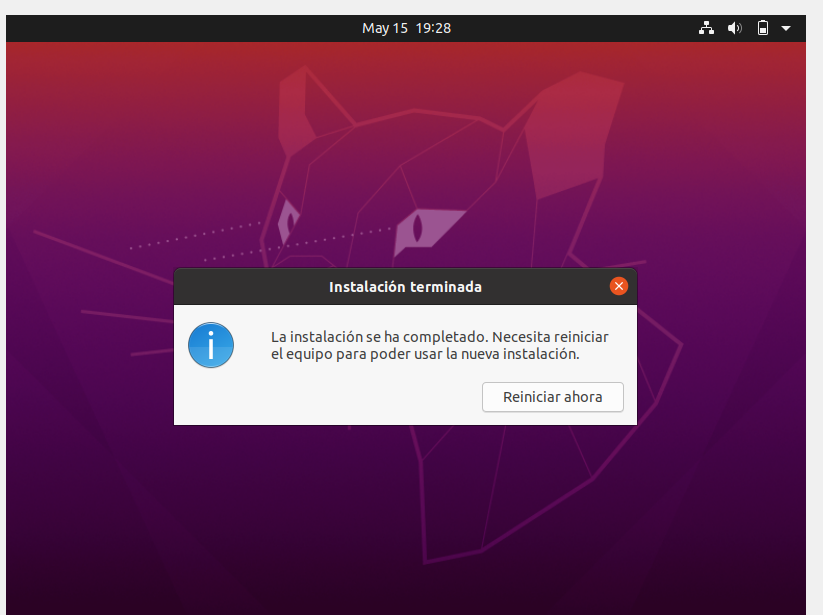 May 15 19:28
Instalación terminada
La instalación se ha completado. Necesita reiniciar
el equipo para poder usar la nueva instalación.
Reiniciar ahora